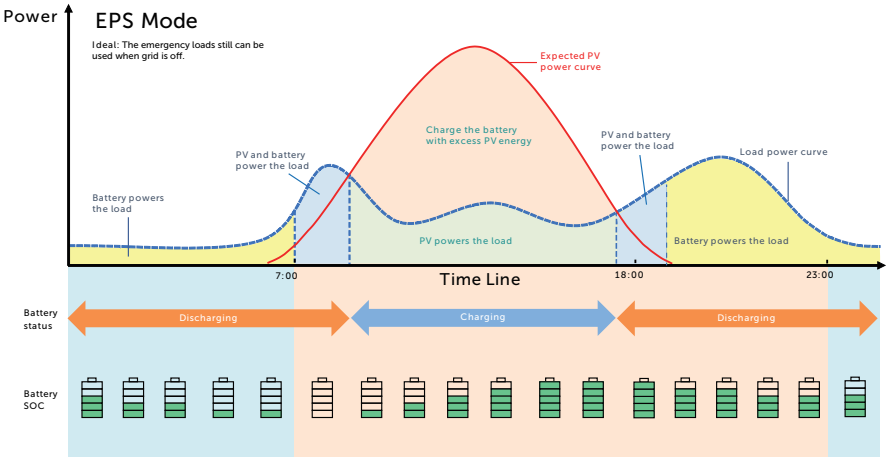 Power
EPS Mode
Ideal: The emergency loads still can be
used when grid is off.
Expected PV
power curve
Charge the battery
with excess PV energy
PV and battery
power the load
PV and battery
power the load
Load power curve
Battery powers
the load
PV powers the load
Battery powers the load
7:00
Time Line
18:00
23:00
Battery
status
Discharging
Charging
Discharging
Battery
SOC